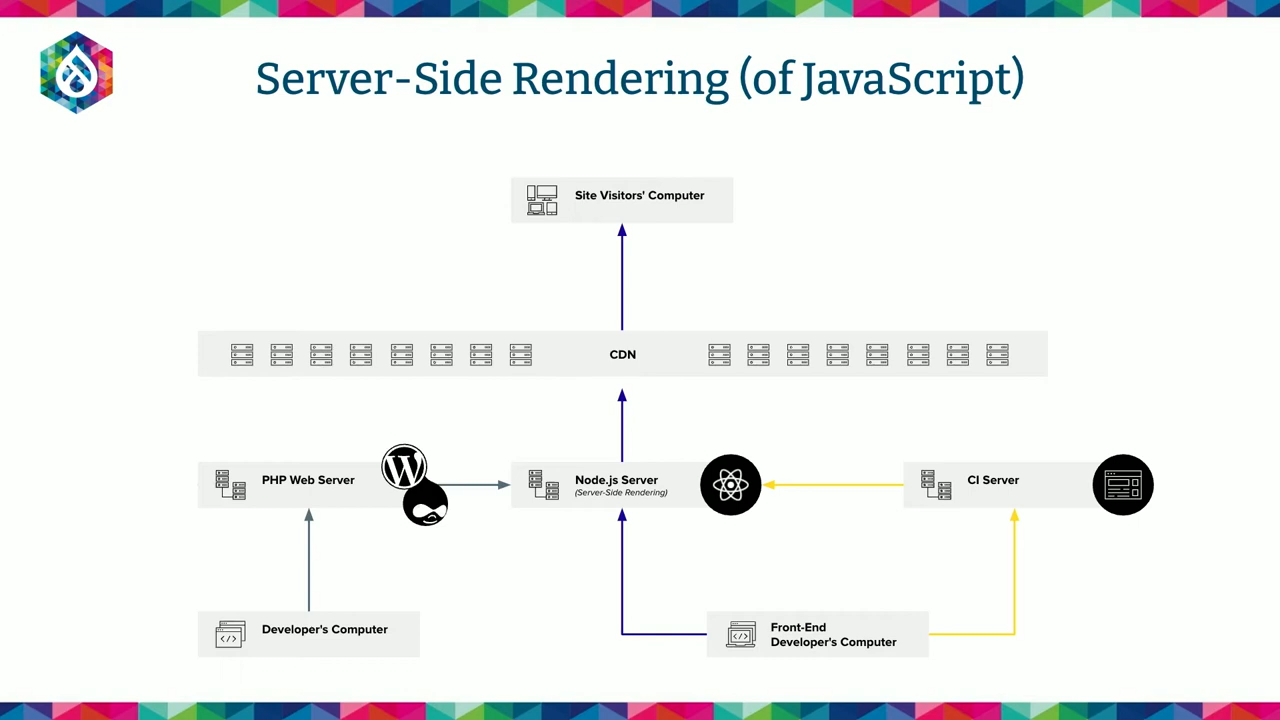 Server-Side Rendering (of JavaScript)
Site Visitors' Computer
CDN
PHP Web Server
Node.js Server
(Server-Side Rendering)
CI Server
Developer's Computer
Front-End
Developer's Computer